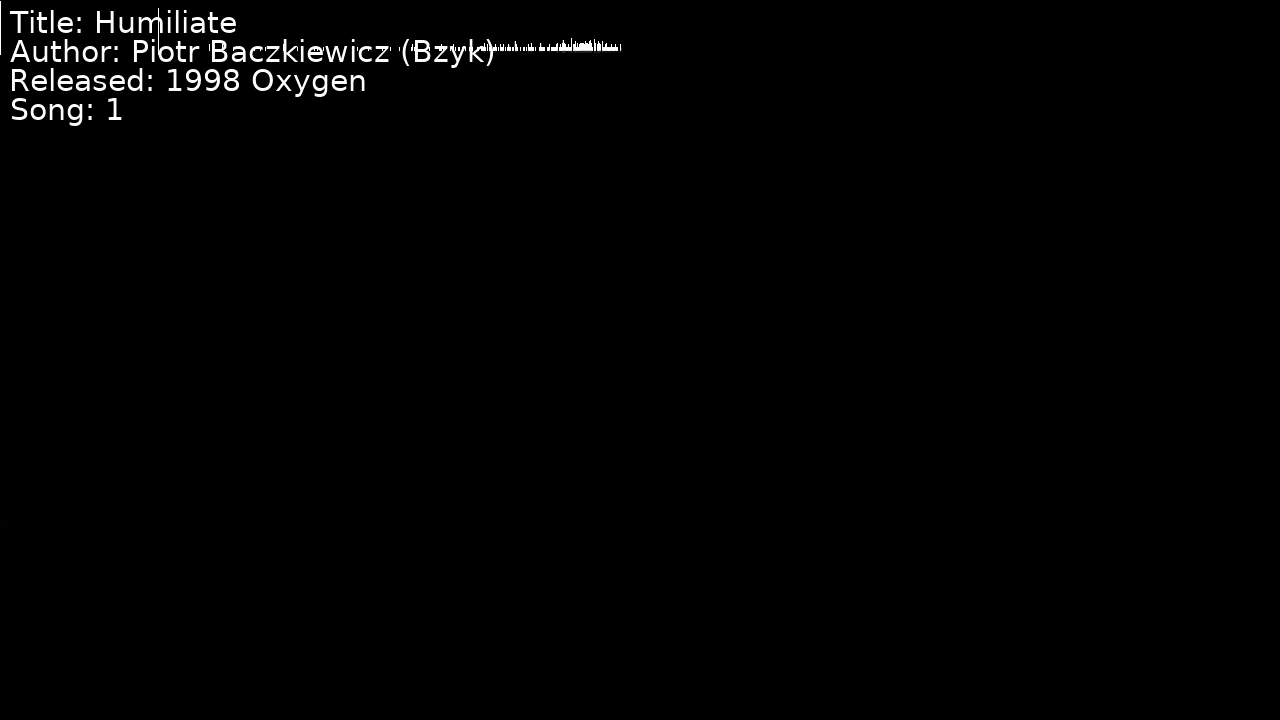 Title: Humiliate
Author: Piotr Baczkiewicz (Bzyk)
Released: 1998 Oxygen
Song: 1